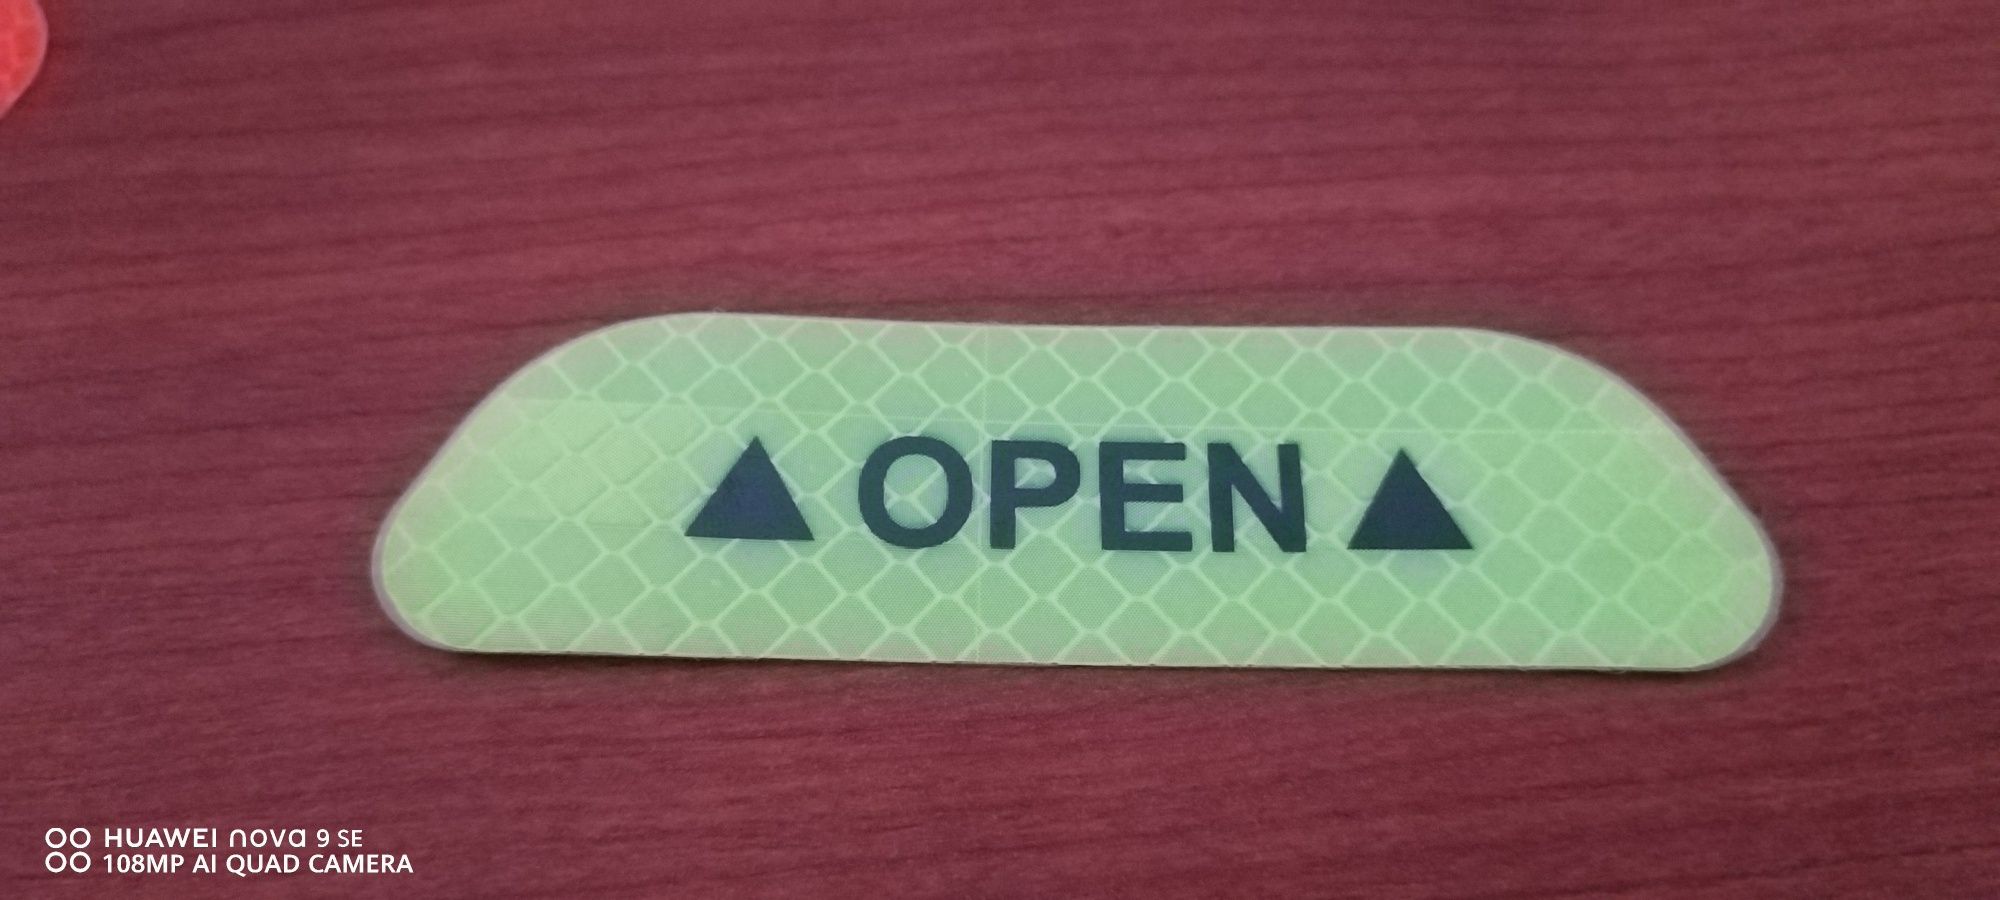 ▲OPEN▲
HUAWEI nova 9 SE
108MP AI QUAD CAMERA